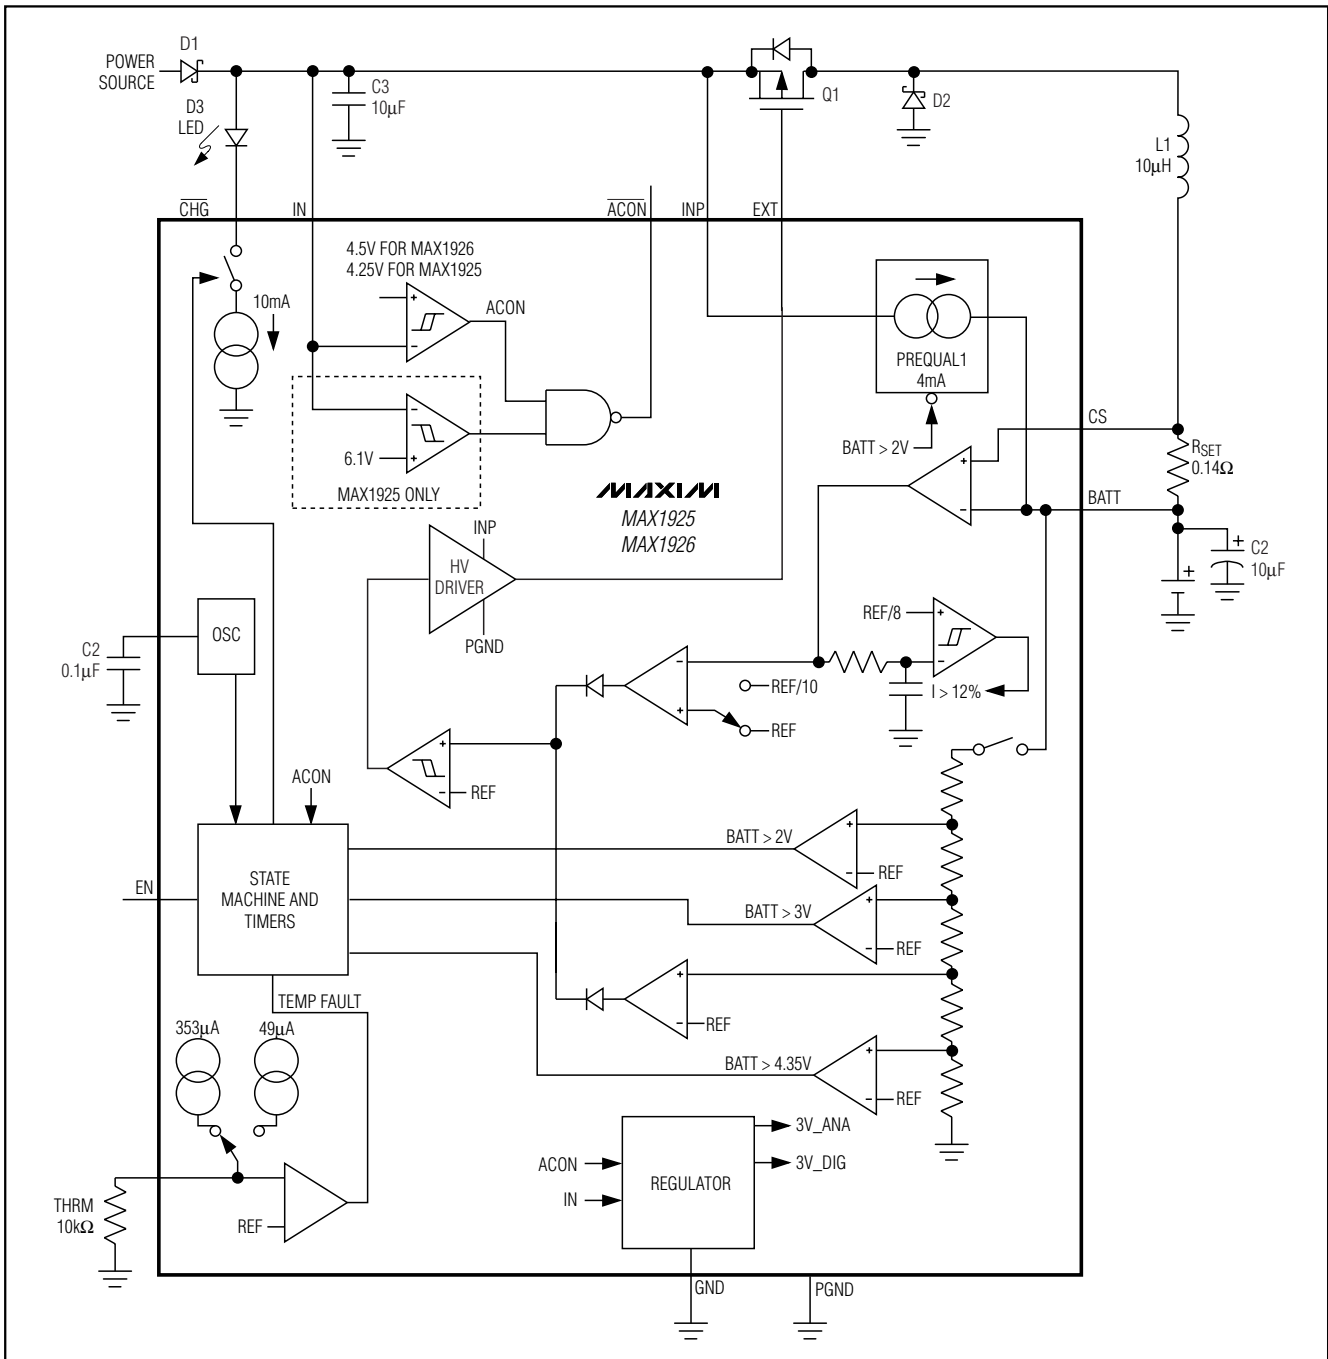 D1
POWER
SOURCE
D3
LED
C3
10µF
Q1
D2
L1
10µH
CHG
IN
ACON
INP
EXT
4.5V FOR MAX1926
4.25V FOR MAX1925
+
ACON
−
10mA
PREQUAL1
4mA
−
6.1V
+
MAX1925 ONLY
BATT > 2V
CS
RSET
0.14Ω
+
−
BATT
MAXIM
MAX1925
MAX1926
INP
HV
DRIVER
PGND
+
C2
10µF
+
OSC
C2
0.1µF
REF/8
+
−
−
REF/10
I > 12%
+
REF
+
− REF
ACON
BATT > 2V
+
− REF
STATE
MACHINE AND
TIMERS
EN
BATT > 3V
+
− REF
+
− REF
TEMP FAULT
353µA
49µA
BATT > 4.35V
+
− REF
3V_ANA
ACON
REGULATOR
3V_DIG
IN
THRM
10kΩ
REF
GND
PGND